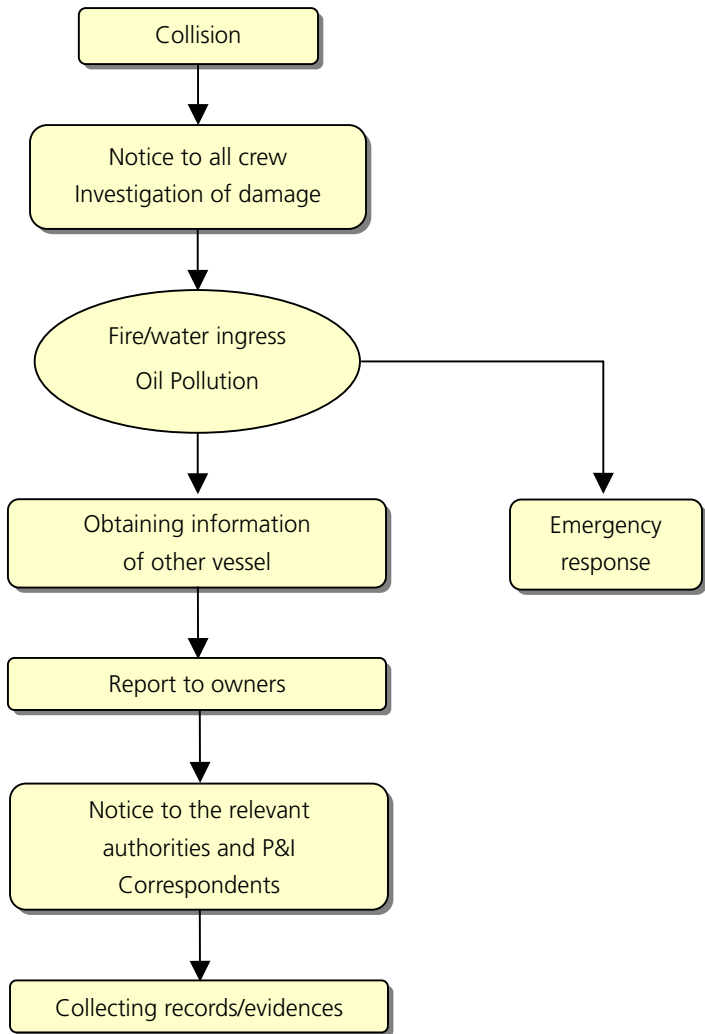 Collision
Notice to all crew
Investigation of damage
Fire/water ingress
Oil Pollution
Obtaining information
of other vessel
Emergency
response
Report to owners
Notice to the relevant
authorities and P&I
Correspondents
Collecting records/evidences